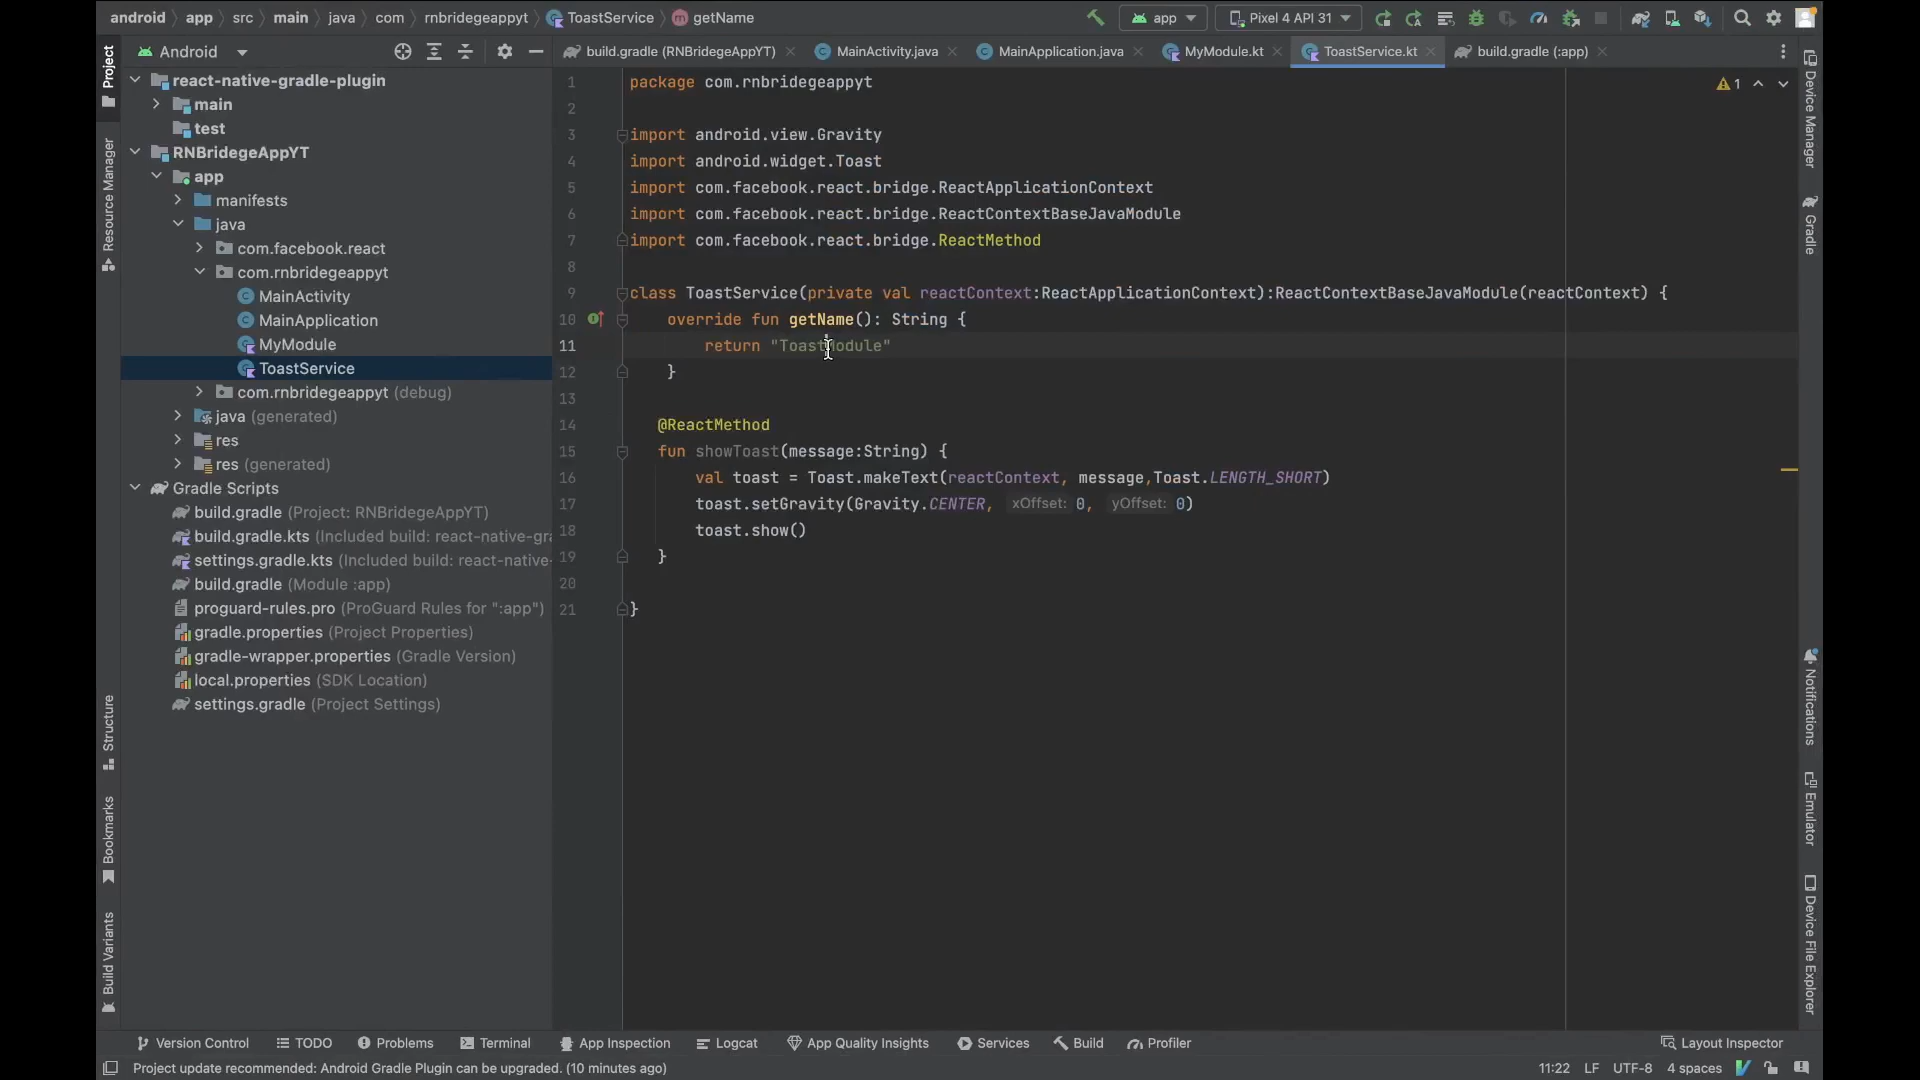 android app src main java com rnbridegeappyt ToastService getName
app
Pixel 4 API 31
Project
Android
build.gradle (RNBridegeAppYT)
MainActivity.java
MainApplication.java
MyModule.kt
ToastService.kt
build.gradle (:app)
react-native-gradle-plugin
main
test
RNBridegeAppYT
app
manifests
java
com.facebook.react
com.rnbridegeappyt
MainActivity
MainApplication
MyModule
ToastService
com.rnbridegeappyt (debug)
java (generated)
res
res (generated)
Gradle Scripts
build.gradle (Project: RNBridegeAppYT)
build.gradle.kts (Included build: react-native-gra
settings.gradle.kts (Included build: react-native-
build.gradle (Module :app)
proguard-rules.pro (ProGuard Rules for ":app")
gradle.properties (Project Properties)
gradle-wrapper.properties (Gradle Version)
local.properties (SDK Location)
settings.gradle (Project Settings)
Resource Manager
Structure
Bookmarks
Build Variants
1 package com.rnbridegeappyt
2
3 import android.view.Gravity
4 import android.widget.Toast
5 import com.facebook.react.bridge.ReactApplicationContext
6 import com.facebook.react.bridge.ReactContextBaseJavaModule
7 import com.facebook.react.bridge.ReactMethod
8
9 class ToastService(private val reactContext:ReactApplicationContext):ReactContextBaseJavaModule(reactContext) {
10 override fun getName(): String {
11 return "ToastModule"
12 }
13
14 @ReactMethod
15 fun showToast(message:String) {
16 val toast = Toast.makeText(reactContext, message,Toast.LENGTH_SHORT)
17 toast.setGravity(Gravity.CENTER, xOffset: 0, yOffset: 0)
18 toast.show()
19 }
20
21 }
1
Device Manager
Gradle
Notifications
Emulator
Device File Explorer
Version Control
TODO
Problems
Terminal
App Inspection
Logcat
App Quality Insights
Services
Build
Profiler
Layout Inspector
Project update recommended: Android Gradle Plugin can be upgraded. (10 minutes ago)
11:22 LF UTF-8 4 spaces